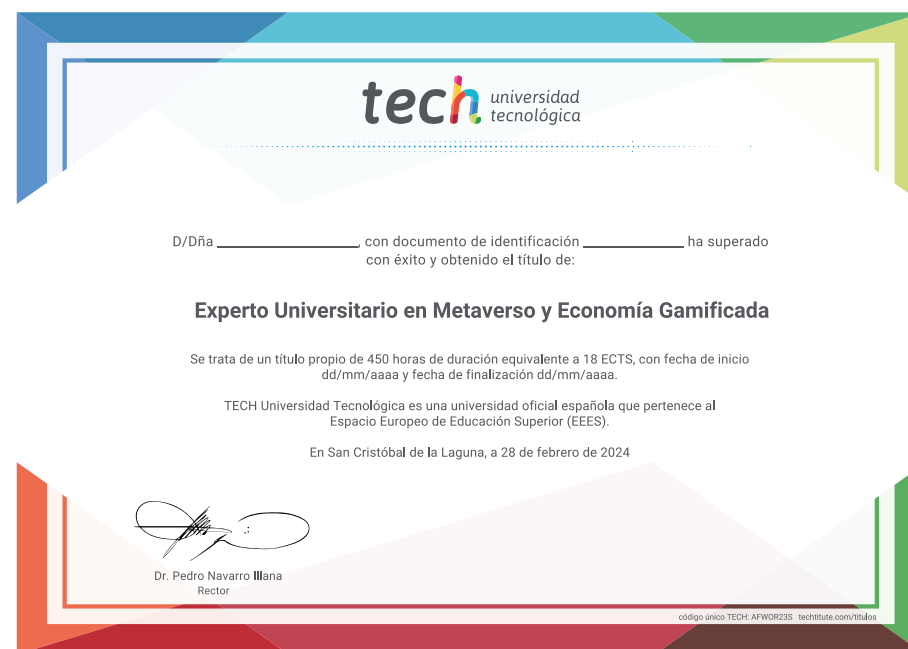 tech universidad
tecnológica
D/Dña ____________, con documento de identificación ____________ ha superado
con éxito y obtenido el título de:
Experto Universitario en Metaverso y Economía Gamificada
Se trata de un título propio de 450 horas de duración equivalente a 18 ECTS, con fecha de inicio
dd/mm/aaaa y fecha de finalización dd/mm/aaaa.
TECH Universidad Tecnológica es una universidad oficial española que pertenece al
Espacio Europeo de Educación Superior (EEES).
En San Cristóbal de la Laguna, a 28 de febrero de 2024
Dr. Pedro Navarro Illana
Rector
código único TECH: AFWOR23S techtitute.com/titulos